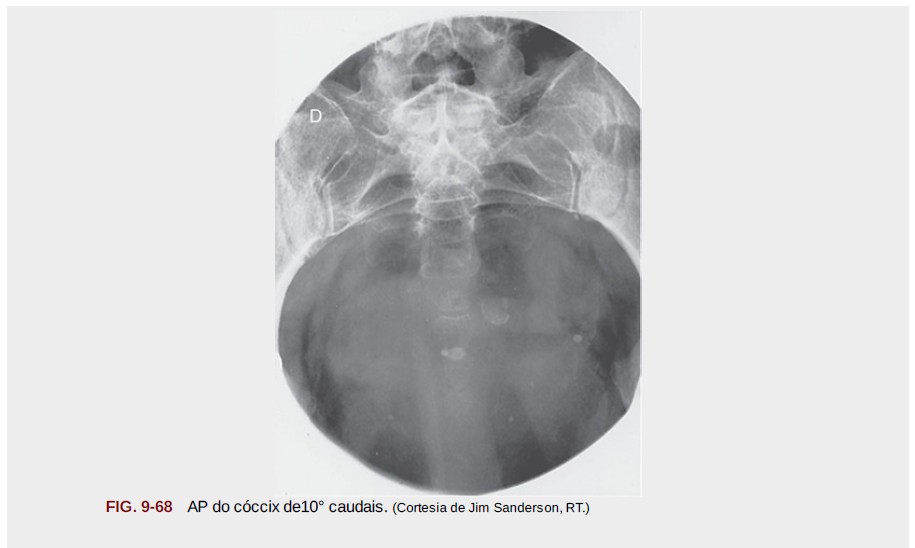 D
FIG. 9-68 AP do cóccix de10° caudais. (Cortesia de Jim Sanderson, RT.)